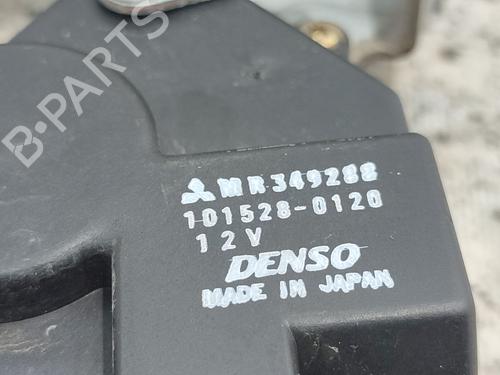 B-PARTS
MR349288
101528-0120
12V
DENSO
MADE IN JAPAN